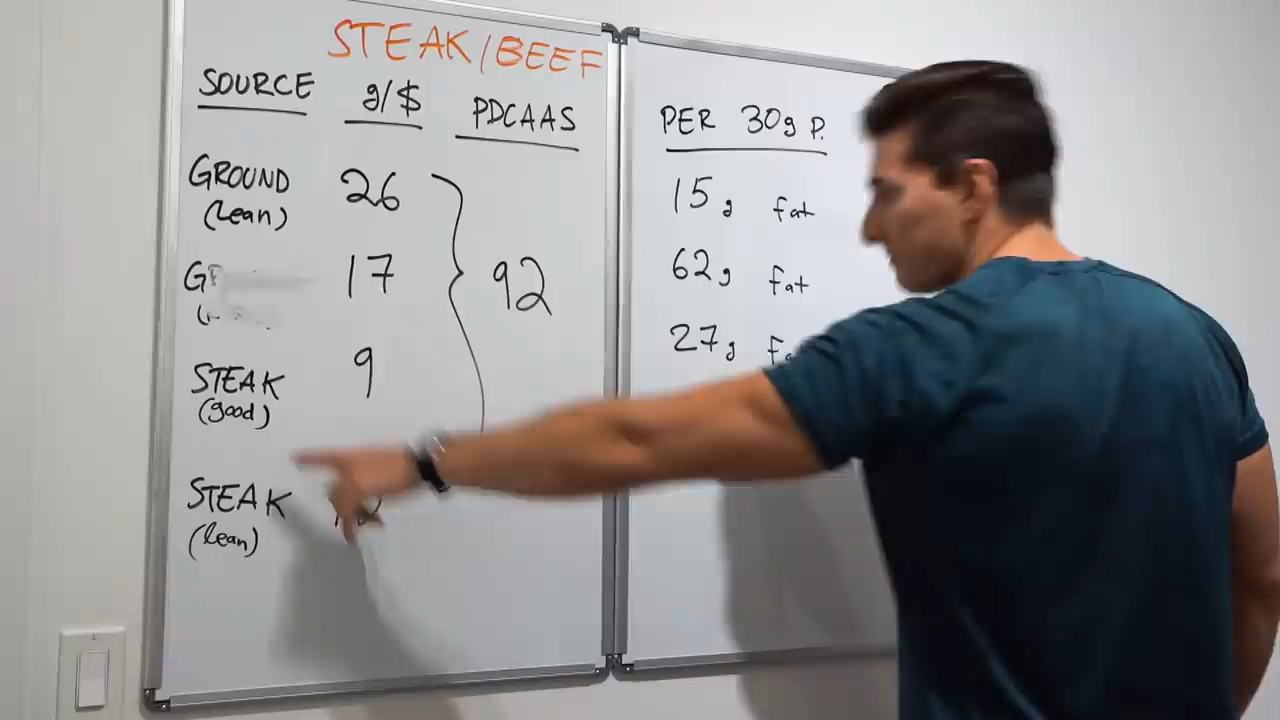 STEAK/BEEF
SOURCE g/$ PDCAAS PER 30g P.
GROUND 26 15g fat
(lean)
17 92 62g fat
STEAK 9 27g
(good)
STEAK
(lean)